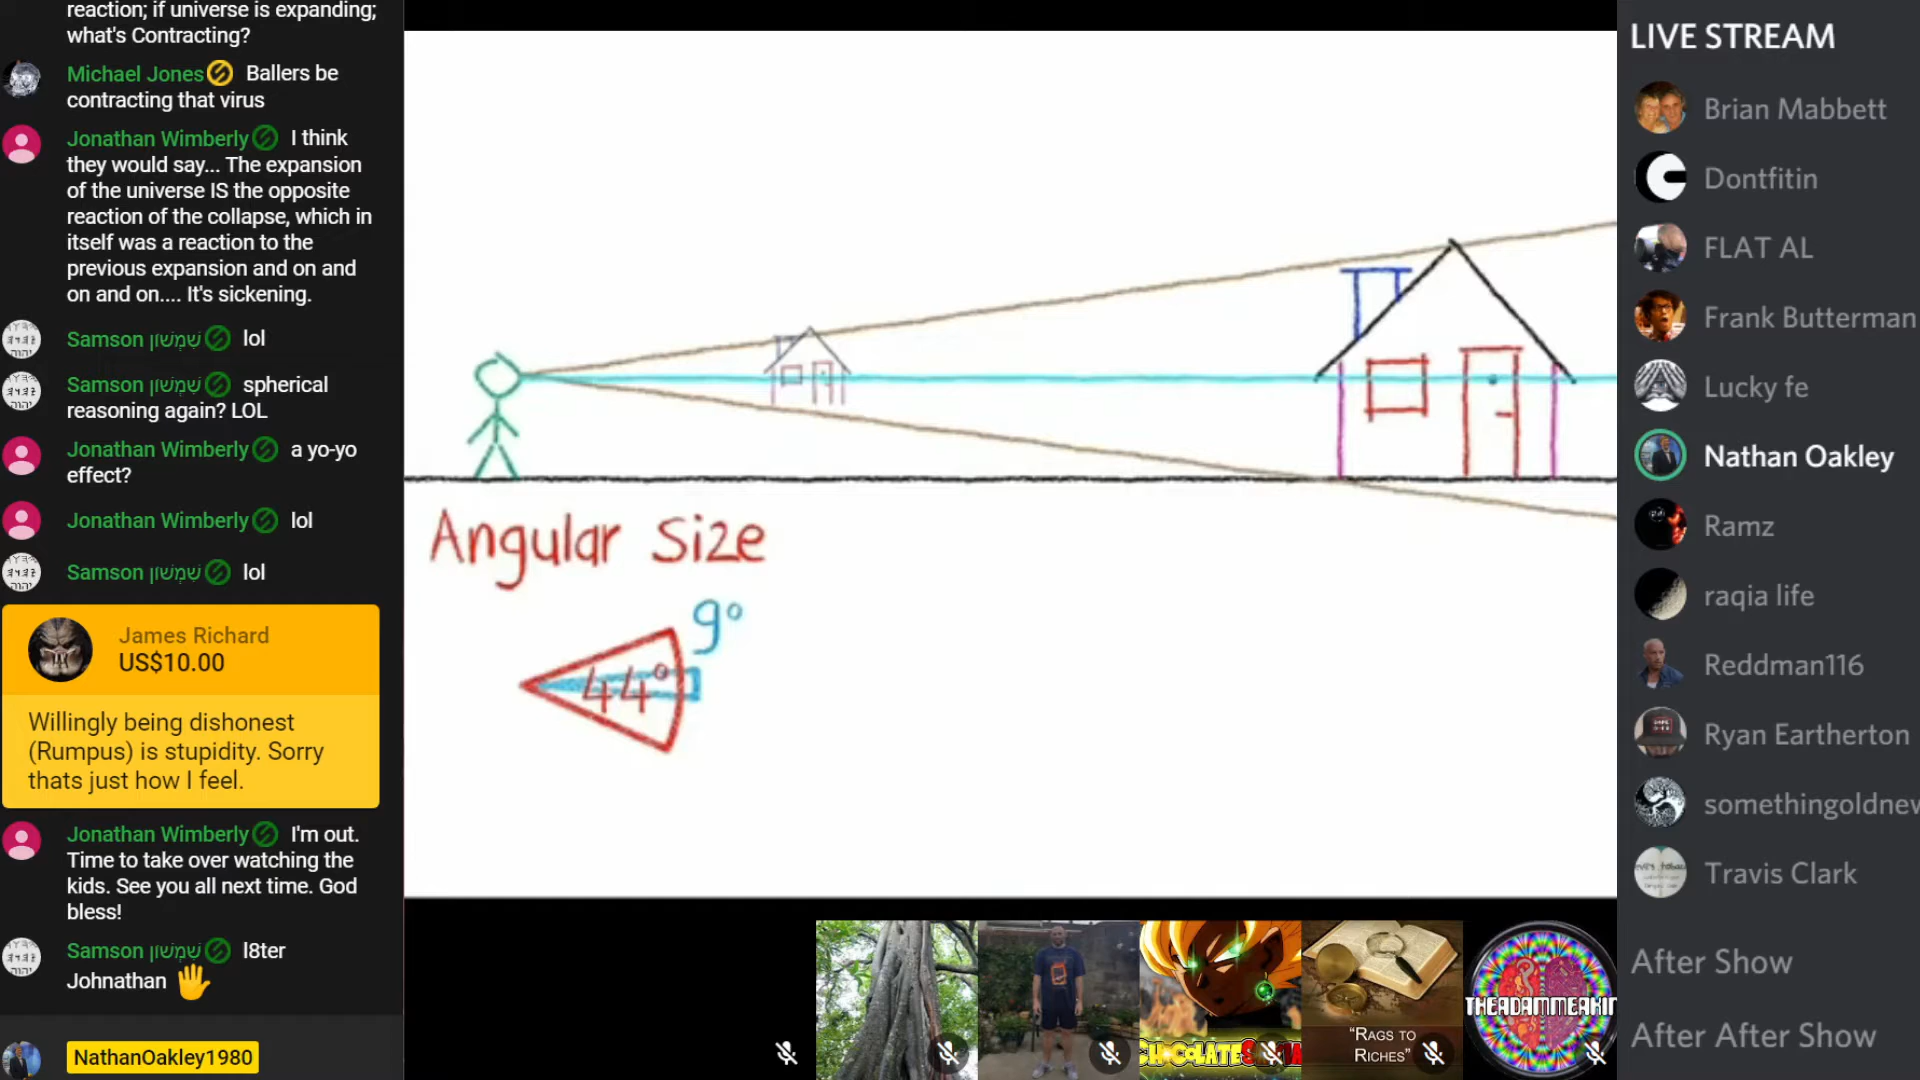 reaction; if universe is expanding;
what's Contracting?
Michael Jones Ballers be
contracting that virus
Jonathan Wimberly I think
they would say... The expansion
of the universe IS the opposite
reaction of the collapse, which in
itself was a reaction to the
previous expansion and on and
on and on.... It's sickening.
Samson שִׁמְשׁוֹן lol
Samson שִׁמְשׁוֹן spherical
reasoning again? LOL
Jonathan Wimberly a yo-yo
effect?
Jonathan Wimberly lol
Samson שִׁמְשׁוֹן lol
James Richard
US$10.00
Willingly being dishonest
(Rumpus) is stupidity. Sorry
thats just how I feel.
Jonathan Wimberly I'm out.
Time to take over watching the
kids. See you all next time. God
bless!
Samson שִׁמְשׁוֹן l8ter
Johnathan 🖐
NathanOakley1980
Angular size
9°
44°
"RAGS TO
RICHES"
THEADAMMEAKIN
LIVE STREAM
Brian Mabbett
Dontfitin
FLAT AL
Frank Butterman
Lucky fe
Nathan Oakley
Ramz
raqia life
Reddman116
Ryan Eartherton
somethingoldnew
Travis Clark
After Show
After After Show